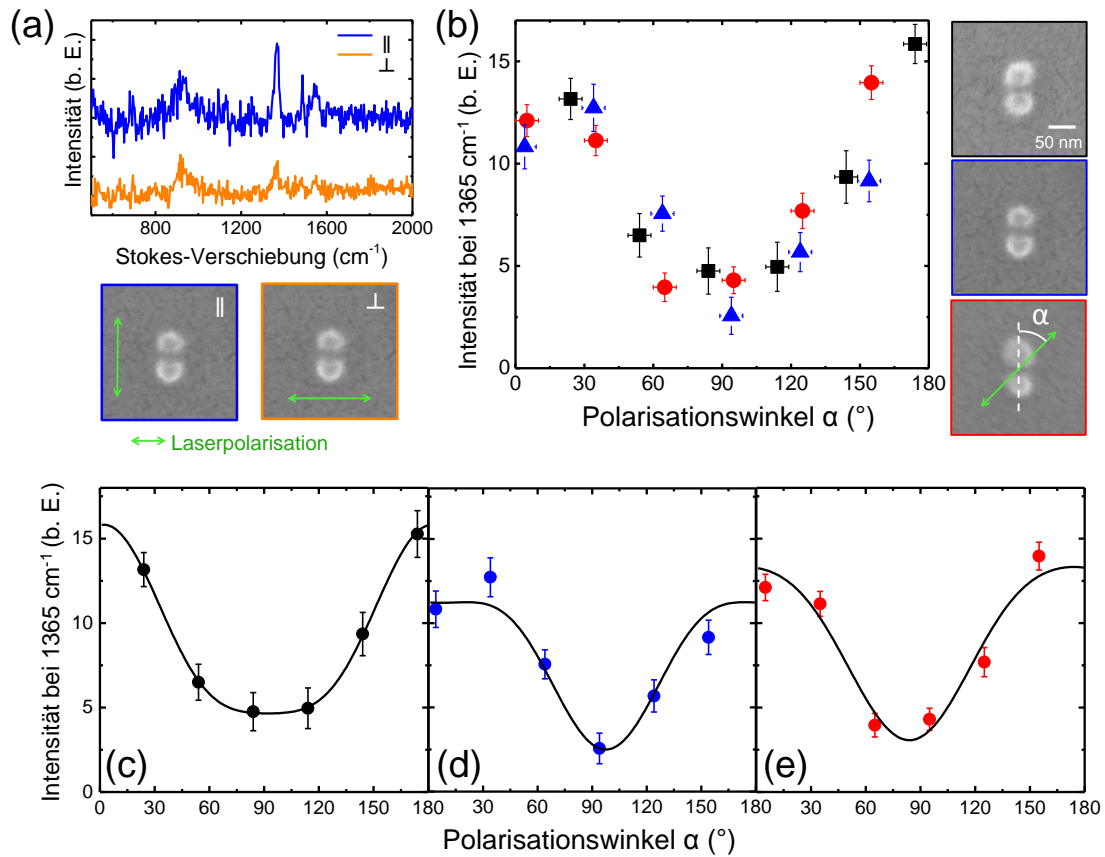 (a)
Intensität (b. E.)
∥
⊥
800 1200 1600 2000
Stokes-Verschiebung (cm⁻¹)
∥
⊥
Laserpolarisation
(b)
Intensität bei 1365 cm⁻¹ (b. E.)
15
10
5
0
0 30 60 90 120 150 180
Polarisationswinkel α (°)
50 nm
α
Intensität bei 1365 cm⁻¹ (b. E.)
15
10
5
0
(c)
(d)
(e)
0 30 60 90 120 150 180
30 60 90 120 150 180
30 60 90 120 150 180
Polarisationswinkel α (°)